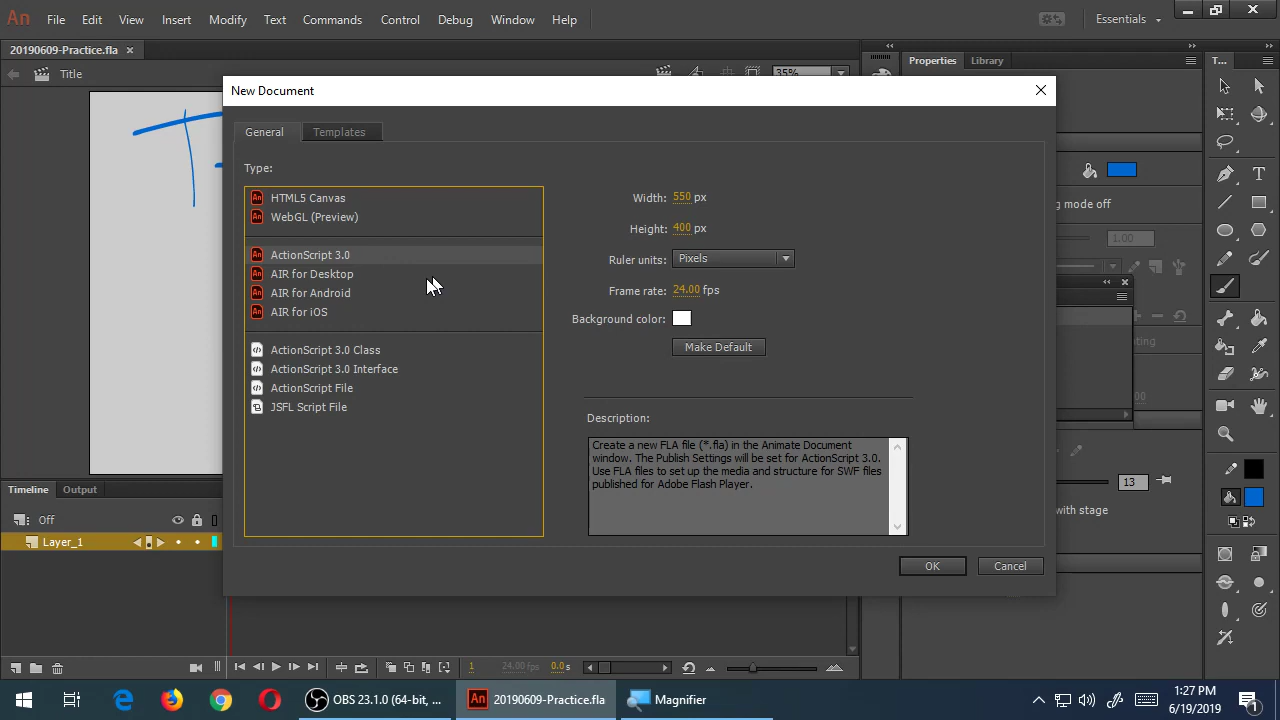 An File Edit View Insert Modify Text Commands Control Debug Window Help Essentials
20190609-Practice.fla
Title 35%
Properties Library
New Document
General Templates
Type:
HTML5 Canvas
WebGL (Preview)
ActionScript 3.0
AIR for Desktop
AIR for Android
AIR for iOS
ActionScript 3.0 Class
ActionScript 3.0 Interface
ActionScript File
JSFL Script File
Width: 550 px
Height: 400 px
Ruler units: Pixels
Frame rate: 24.00 fps
Background color:
Make Default
Description:
Create a new FLA file (*.fla) in the Animate Document
window. The Publish Settings will be set for ActionScript 3.0.
Use FLA files to set up the media and structure for SWF files
published for Adobe Flash Player.
OK Cancel
T...
ng mode off
1.00
13
with stage
Timeline Output
Off
Layer_1
1 24.00 fps 0.0 s
OBS 23.1.0 (64-bit, ...
An 20190609-Practice.fla
Magnifier
1:27 PM
6/19/2019
1